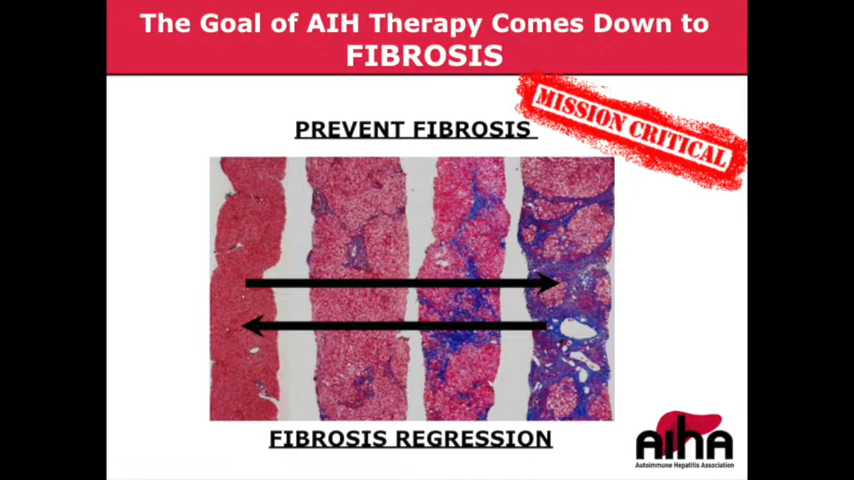 The Goal of AIH Therapy Comes Down to
FIBROSIS
MISSION CRITICAL
PREVENT FIBROSIS
FIBROSIS REGRESSION
AIHA
Autoimmune Hepatitis Association